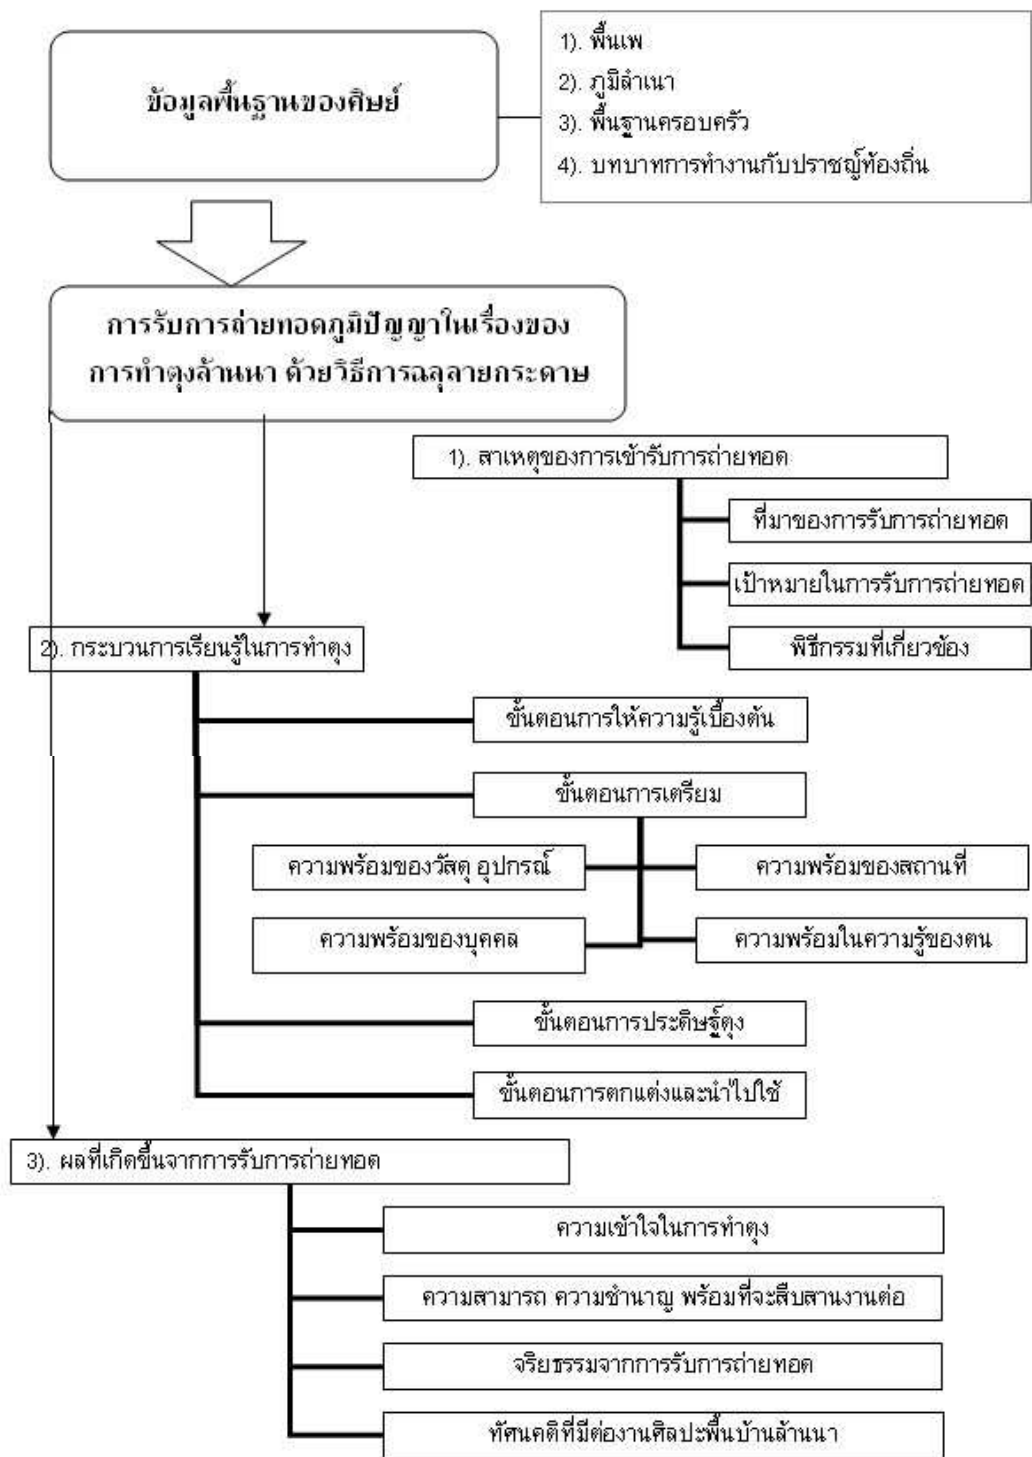 ข้อมูลพื้นฐานของศิษย์
1). พื้นเพ
2). ภูมิลำเนา
3). พื้นฐานครอบครัว
4). บทบาทการทำงานกับปราชญ์ท้องถิ่น
การรับการถ่ายทอดภูมิปัญญาในเรื่องของ
การทำตุงล้านนา ด้วยวิธีการฉลุลายกระดาษ
1). สาเหตุของการเข้ารับการถ่ายทอด
ที่มาของการรับการถ่ายทอด
เป้าหมายในการรับการถ่ายทอด
พิธีกรรมที่เกี่ยวข้อง
2). กระบวนการเรียนรู้ในการทำตุง
ขั้นตอนการให้ความรู้เบื้องต้น
ขั้นตอนการเตรียม
ความพร้อมของวัสดุ อุปกรณ์
ความพร้อมของสถานที่
ความพร้อมของบุคคล
ความพร้อมในความรู้ของตน
ขั้นตอนการประดิษฐ์ตุง
ขั้นตอนการตกแต่งและนำไปใช้
3). ผลที่เกิดขึ้นจากการรับการถ่ายทอด
ความเข้าใจในการทำตุง
ความสามารถ ความชำนาญ พร้อมที่จะสืบสานงานต่อ
จริยธรรมจากการรับการถ่ายทอด
ทัศนคติที่มีต่องานศิลปะพื้นบ้านล้านนา